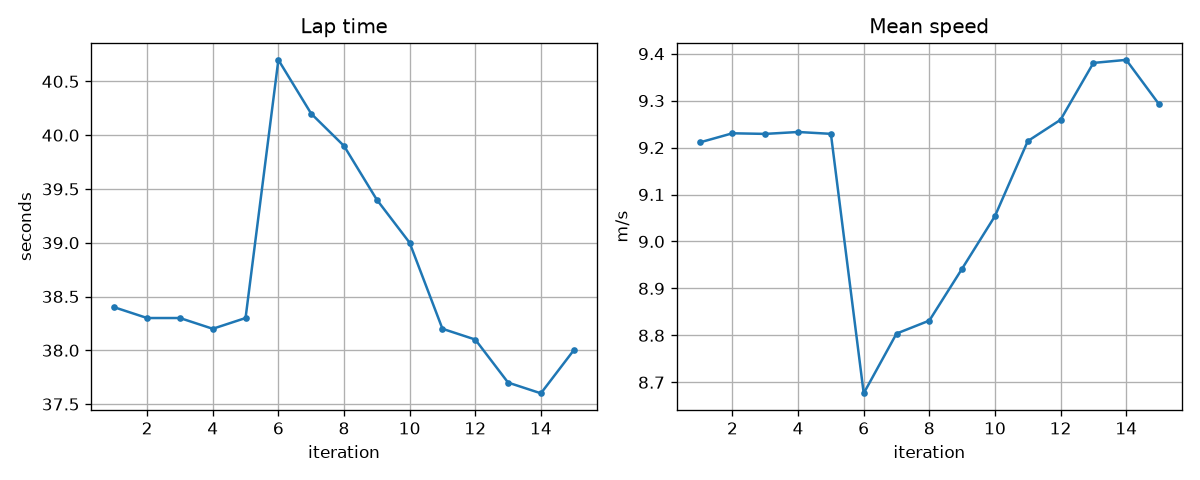 Lap time
40.5
40.0
39.5
39.0
38.5
38.0
37.5
seconds
2 4 6 8 10 12 14
iteration
Mean speed
9.4
9.3
9.2
9.1
9.0
8.9
8.8
8.7
m/s
2 4 6 8 10 12 14
iteration